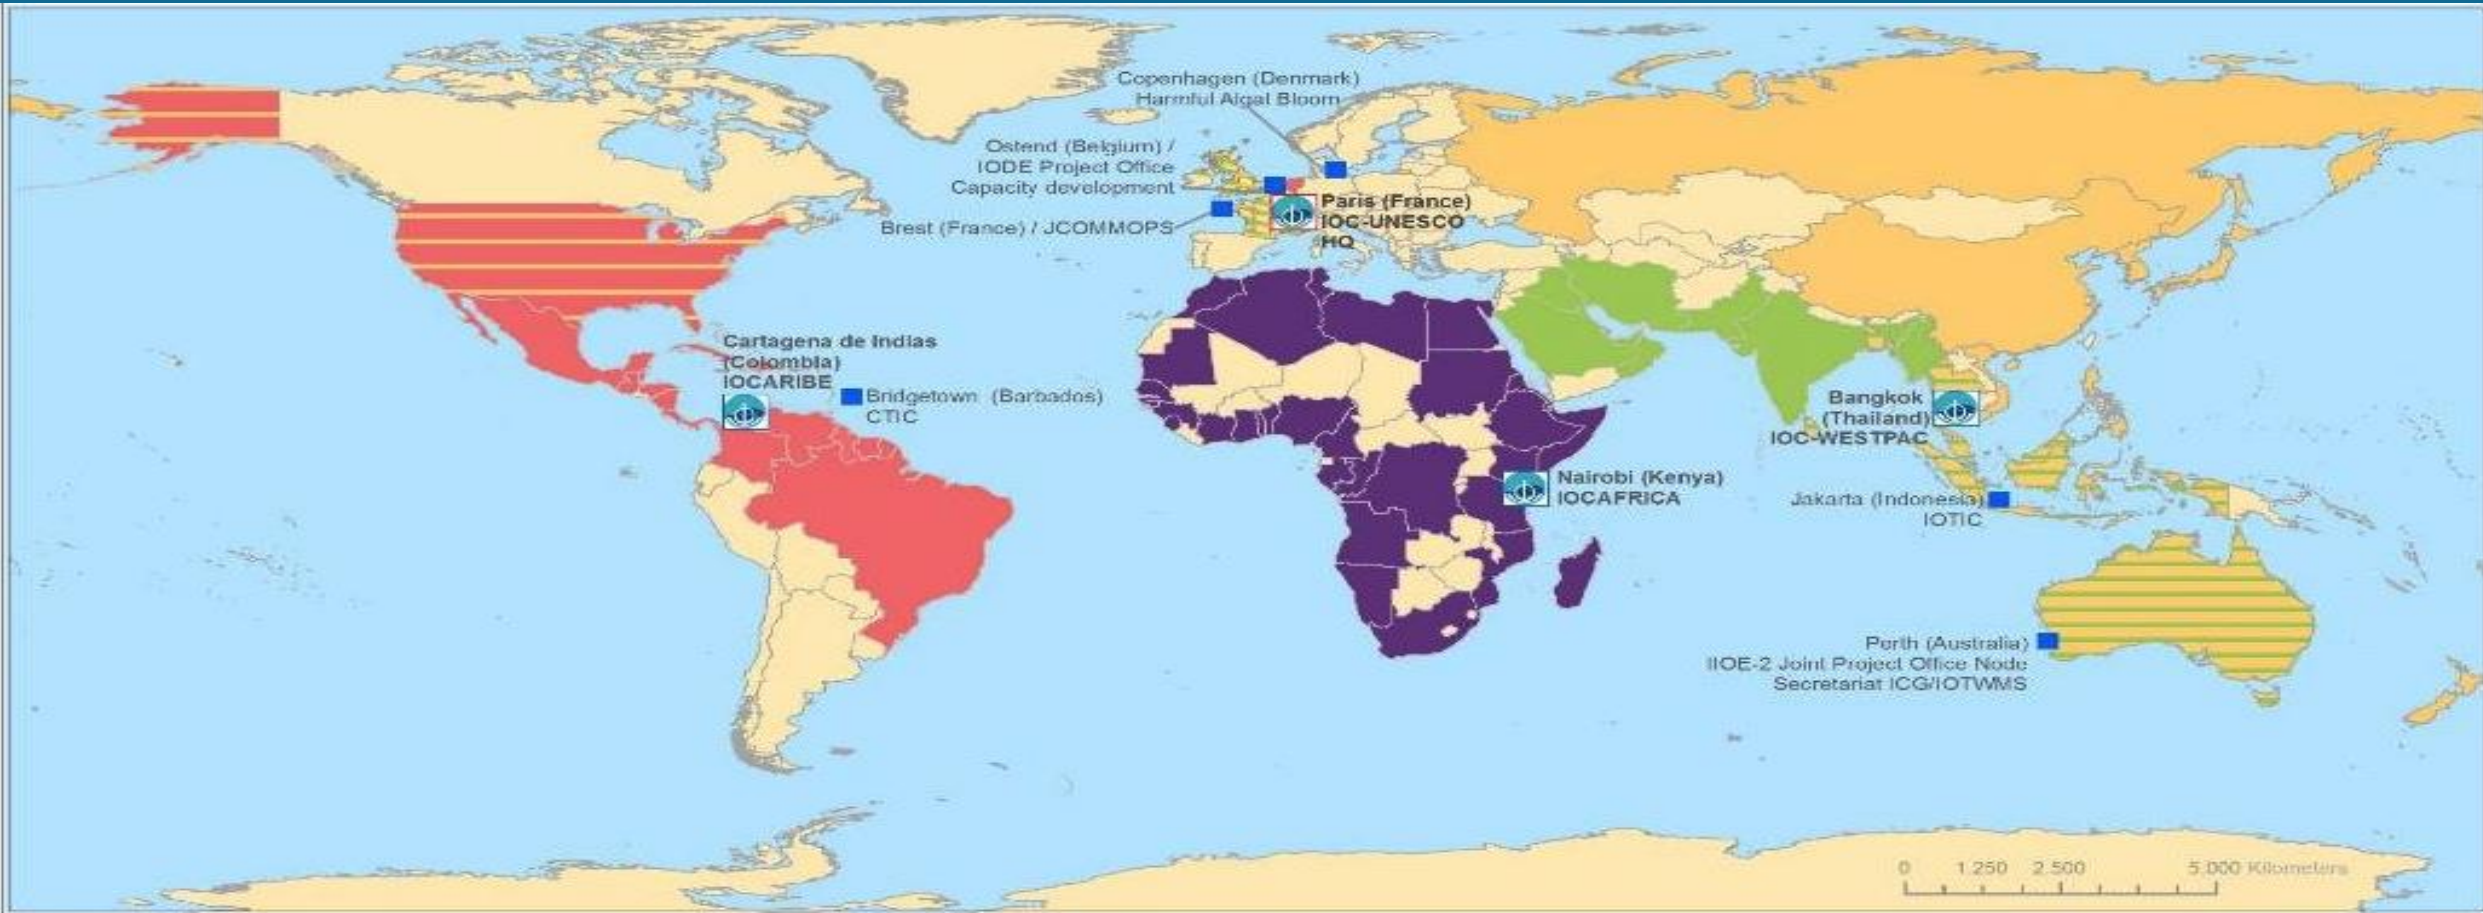 Copenhagen (Denmark)
Harmful Algal Bloom
Ostend (Belgium) /
IODE Project Office
Capacity development
Brest (France) / JCOMMOPS
Paris (France)
IOC-UNESCO
HQ
Cartagena de Indias
(Colombia)
IOCARIBE
Bridgetown (Barbados)
CTIC
Bangkok
(Thailand)
IOC-WESTPAC
Nairobi (Kenya)
IOCAFRICA
Jakarta (Indonesia)
IOTIC
Perth (Australia)
IIOE-2 Joint Project Office Node
Secretariat ICG/IOTWMS
0 1.250 2.500 5.000 Kilometers